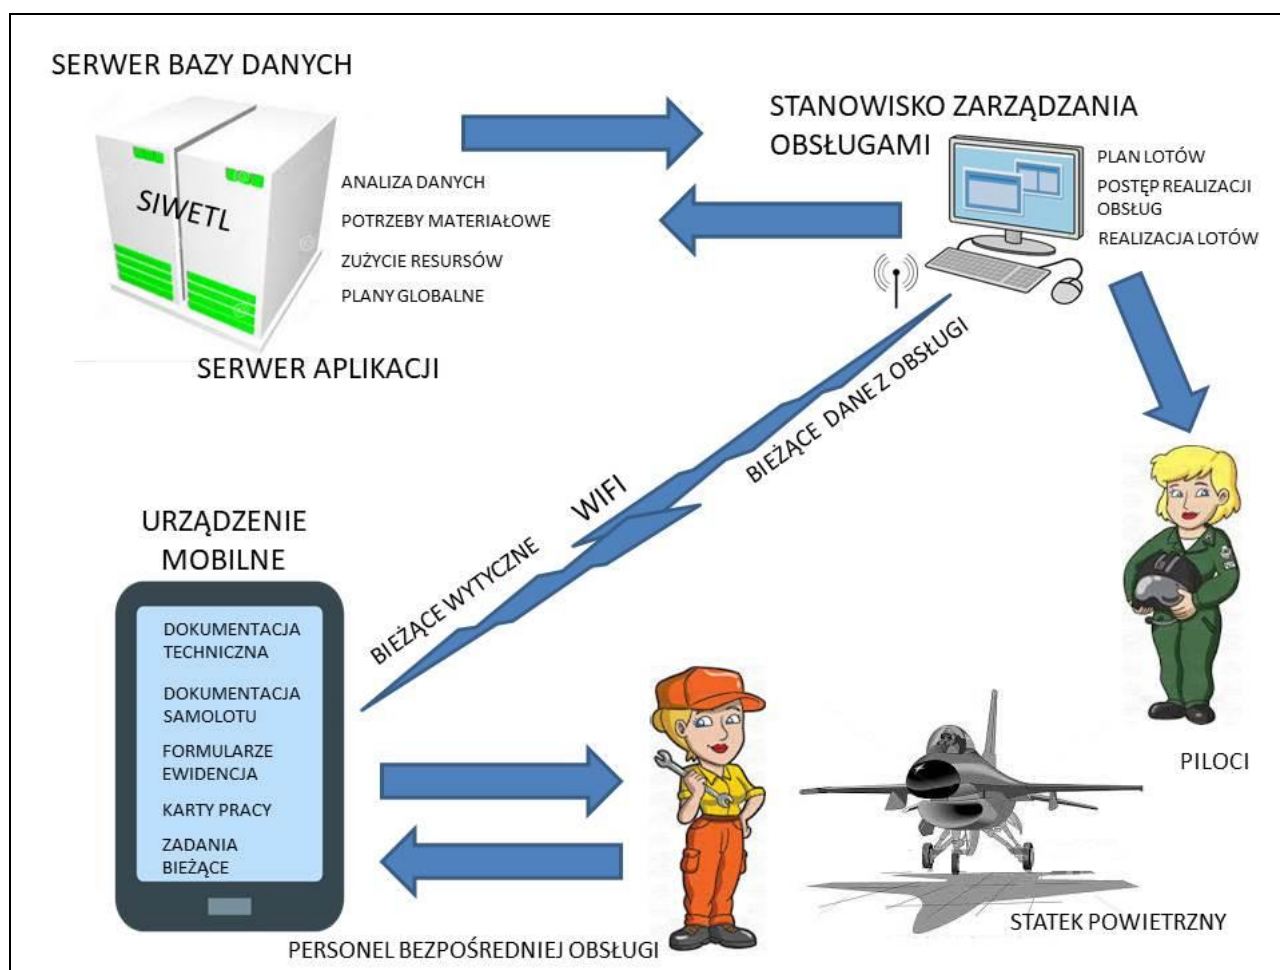 SERWER BAZY DANYCH
SIWETL
ANALIZA DANYCH
POTRZEBY MATERIAŁOWE
ZUŻYCIE RESURSÓW
PLANY GLOBALNE
SERWER APLIKACJI
STANOWISKO ZARZĄDZANIA
OBSŁUGAMI
PLAN LOTÓW
POSTĘP REALIZACJI
OBSŁUG
REALIZACJA LOTÓW
BIEŻĄCE DANE Z OBSŁUGI
WIFI
BIEŻĄCE WYTYCZNE
URZĄDZENIE
MOBILNE
DOKUMENTACJA
TECHNICZNA
DOKUMENTACJA
SAMOLOTU
FORMULARZE
EWIDENCJA
KARTY PRACY
ZADANIA
BIEŻĄCE
PERSONEL BEZPOŚREDNIEJ OBSŁUGI
PILOCI
STATEK POWIETRZNY